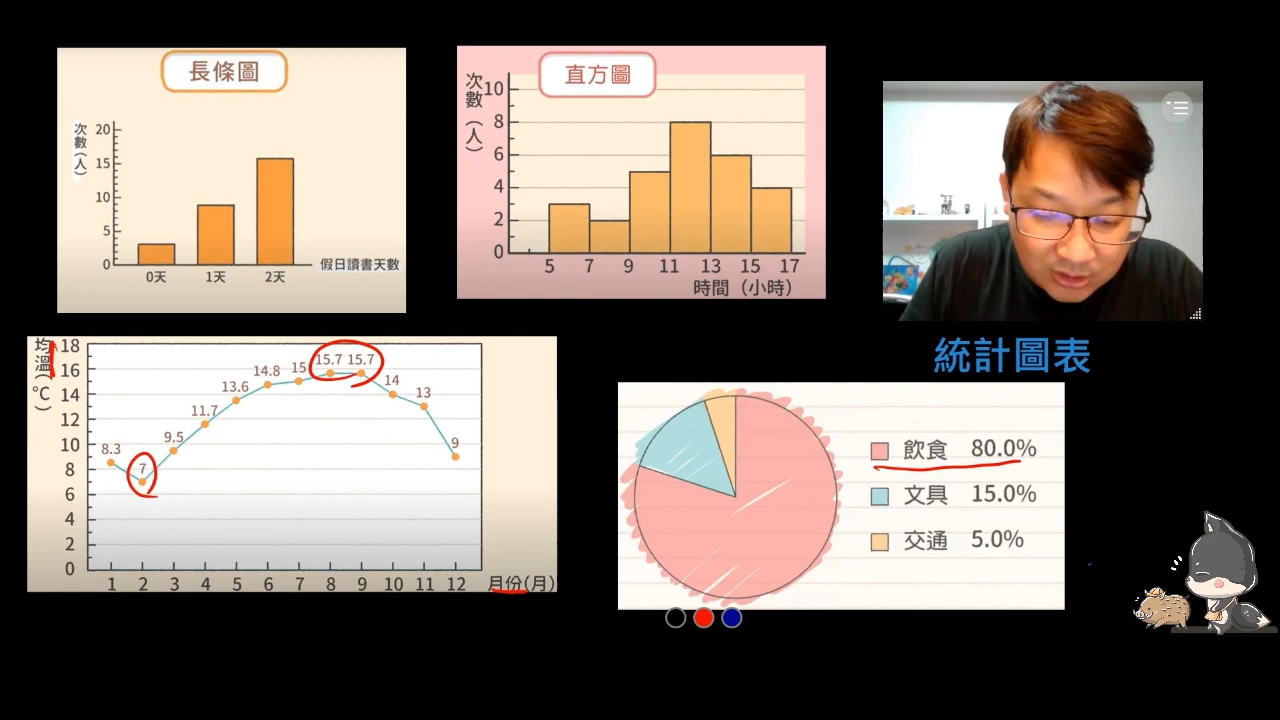 長條圖
次數(人)
20
15
10
5
0
0天 1天 2天
假日讀書天數
直方圖
次數(人)
10
8
6
4
2
0
5 7 9 11 13 15 17
時間(小時)
統計圖表
均溫(℃)
18
16
14
12
10
8
6
4
2
0
8.3 7 9.5 11.7 13.6 14.8 15 15.7 15.7 14 13 9
1 2 3 4 5 6 7 8 9 10 11 12
月份(月)
飲食 80.0%
文具 15.0%
交通 5.0%